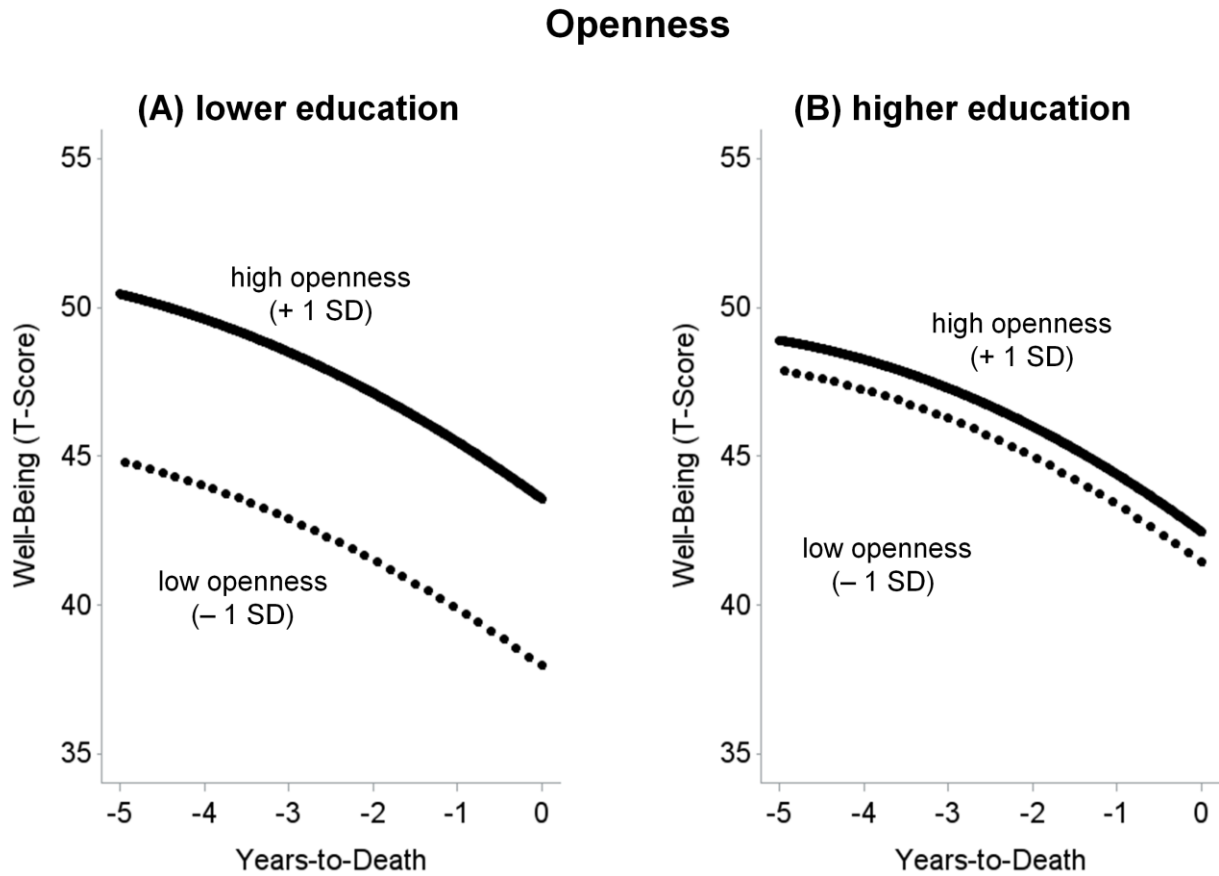 Openness
(A) lower education
55
50
45
40
35
Well-Being (T-Score)
high openness
(+ 1 SD)
low openness
(– 1 SD)
-5 -4 -3 -2 -1 0
Years-to-Death
(B) higher education
55
50
45
40
35
Well-Being (T-Score)
high openness
(+ 1 SD)
low openness
(– 1 SD)
-5 -4 -3 -2 -1 0
Years-to-Death